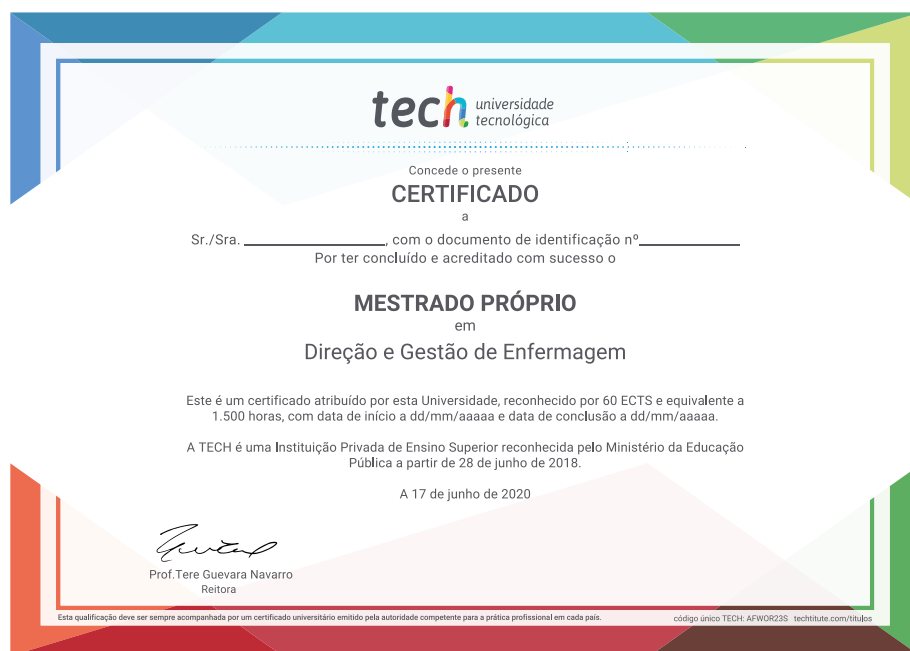 tech universidade
tecnológica
Concede o presente
CERTIFICADO
a
Sr./Sra. _________________, com o documento de identificação nº____________
Por ter concluído e acreditado com sucesso o
MESTRADO PRÓPRIO
em
Direção e Gestão de Enfermagem
Este é um certificado atribuído por esta Universidade, reconhecido por 60 ECTS e equivalente a
1.500 horas, com data de início a dd/mm/aaaaa e data de conclusão a dd/mm/aaaaa.
A TECH é uma Instituição Privada de Ensino Superior reconhecida pelo Ministério da Educação
Pública a partir de 28 de junho de 2018.
A 17 de junho de 2020
Prof.Tere Guevara Navarro
Reitora
Esta qualificação deve ser sempre acompanhada por um certificado universitário emitido pela autoridade competente para a prática profissional em cada país.
código único TECH: AFWOR23S techtitute.com/titulos